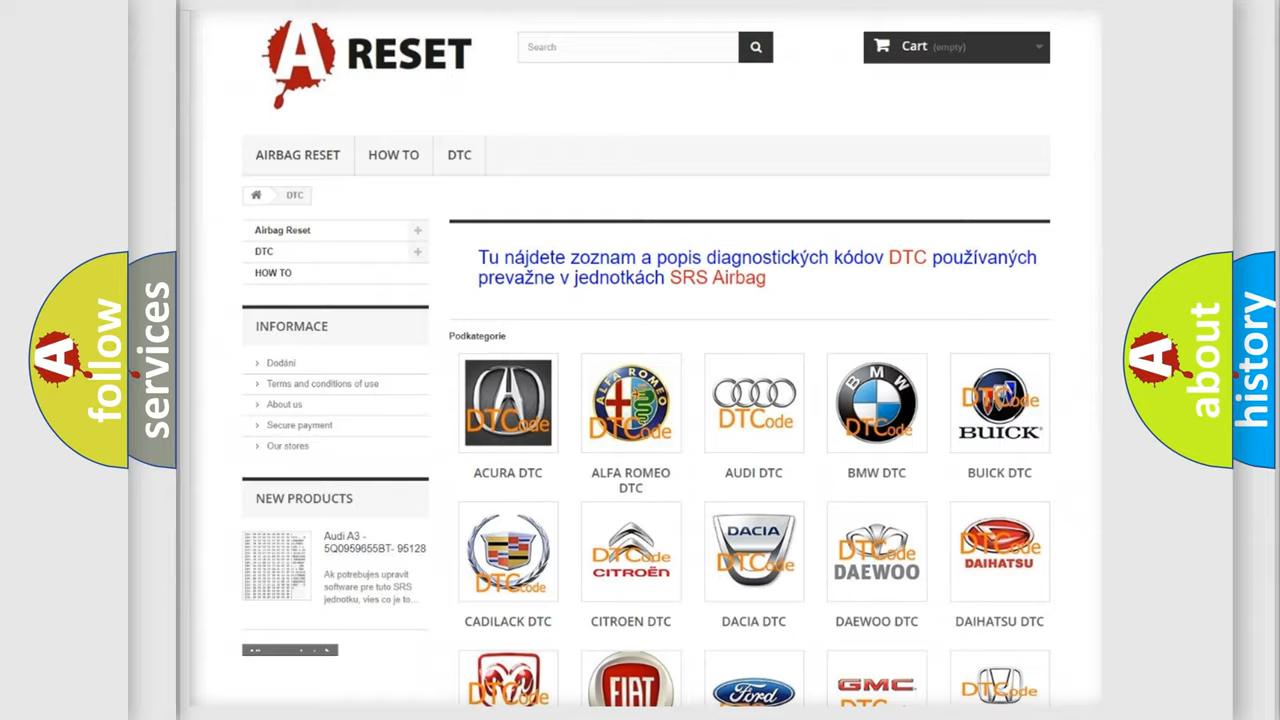 A RESET
Search
Cart (empty)
AIRBAG RESET
HOW TO
DTC
DTC
Airbag Reset
DTC
HOW TO
INFORMACE
Dodání
Terms and conditions of use
About us
Secure payment
Our stores
NEW PRODUCTS
Audi A3 -
5Q0959655BT- 95128
Ak potrebujes upravit
software pre tuto SRS
jednotku, vies co je to...
Tu nájdete zoznam a popis diagnostických kódov DTC používaných
prevažne v jednotkách SRS Airbag
Podkategorie
DTCode
ALFA ROMEO
DTCode
DTCode
BMW
DTCode
DTCode
BUICK
ACURA DTC
ALFA ROMEO
DTC
AUDI DTC
BMW DTC
BUICK DTC
DTCode
DTCode
CITROËN
DACIA
DTCode
DTCode
DAEWOO
DTCode
DAIHATSU
CADILACK DTC
CITROEN DTC
DACIA DTC
DAEWOO DTC
DAIHATSU DTC
DTCode
FIAT
Ford
GMC
DTCode
A follow
services
A about
history